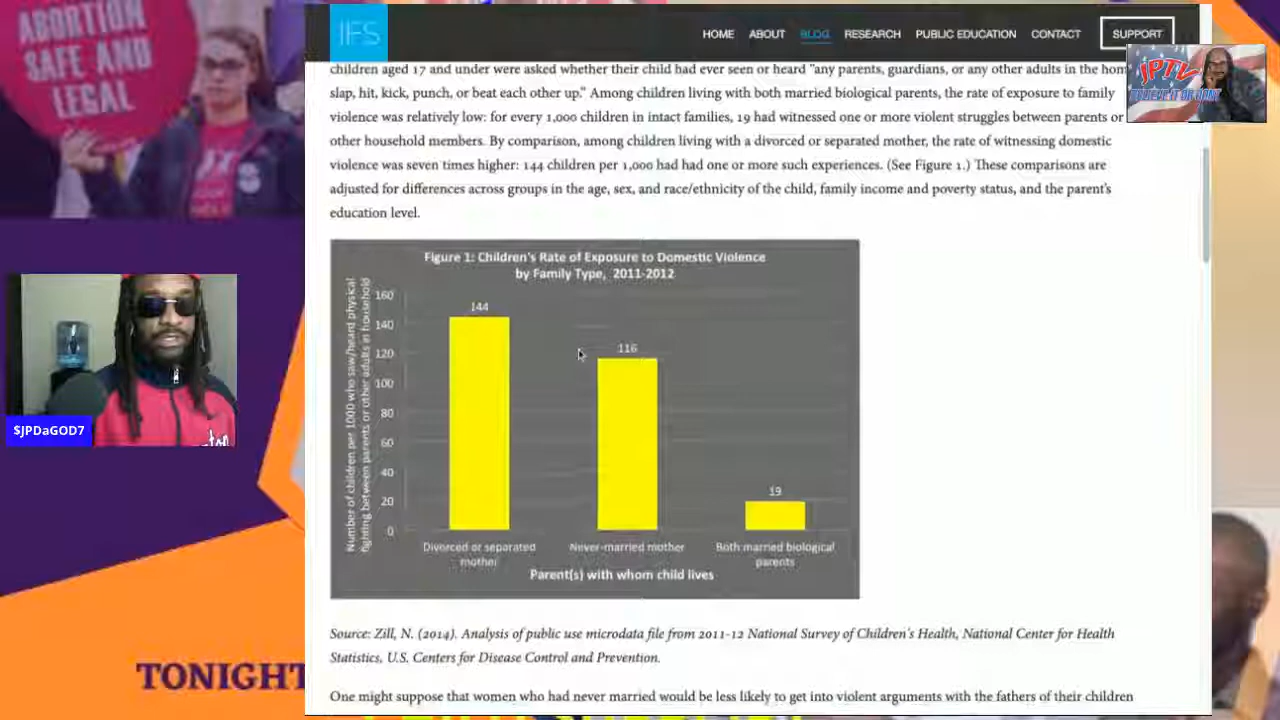 ABORTION
SAFE AND
LEGAL
IFS
HOME ABOUT BLOG RESEARCH PUBLIC EDUCATION CONTACT SUPPORT
JPTV
children aged 17 and under were asked whether their child had ever seen or heard "any parents, guardians, or any other adults in the hom
slap, hit, kick, punch, or beat each other up." Among children living with both married biological parents, the rate of exposure to family
violence was relatively low: for every 1,000 children in intact families, 19 had witnessed one or more violent struggles between parents or
other household members. By comparison, among children living with a divorced or separated mother, the rate of witnessing domestic
violence was seven times higher: 144 children per 1,000 had had one or more such experiences. (See Figure 1.) These comparisons are
adjusted for differences across groups in the age, sex, and race/ethnicity of the child, family income and poverty status, and the parent's
education level.
Figure 1: Children's Rate of Exposure to Domestic Violence
by Family Type, 2011-2012
Number of children per 1000 who saw/heard physical
fighting between parents or other adults in household
160
140
120
100
80
60
40
20
0
144
116
19
Divorced or separated
mother
Never-married mother
Both married biological
parents
Parent(s) with whom child lives
$JPDaGOD7
Source: Zill, N. (2014). Analysis of public use microdata file from 2011-12 National Survey of Children's Health, National Center for Health
Statistics, U.S. Centers for Disease Control and Prevention.
TONIGHT
One might suppose that women who had never married would be less likely to get into violent arguments with the fathers of their children